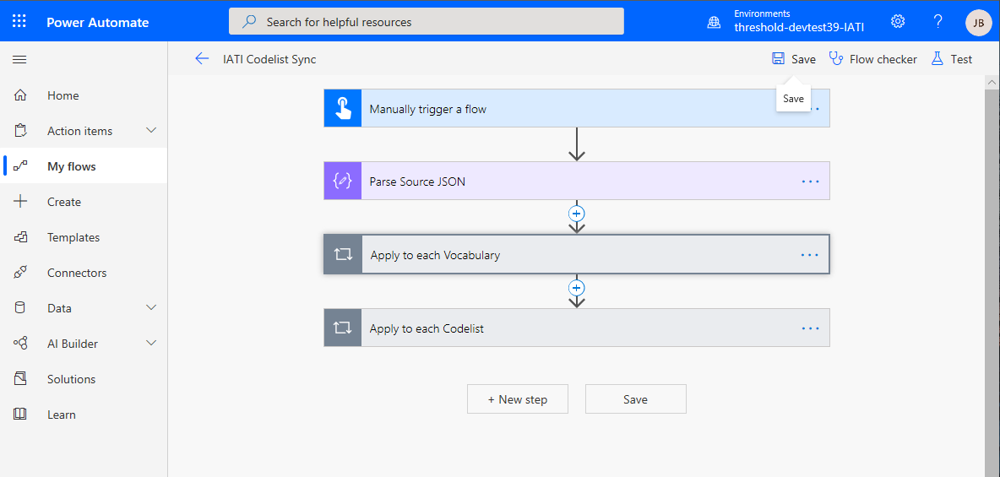 Power Automate
Search for helpful resources
Environments
threshold-devtest39-IATI
?
JB
IATI Codelist Sync
Save
Flow checker
Test
Save
Home
Action items
My flows
Create
Templates
Connectors
Data
AI Builder
Solutions
Learn
Manually trigger a flow
Parse Source JSON
Apply to each Vocabulary
Apply to each Codelist
+ New step
Save